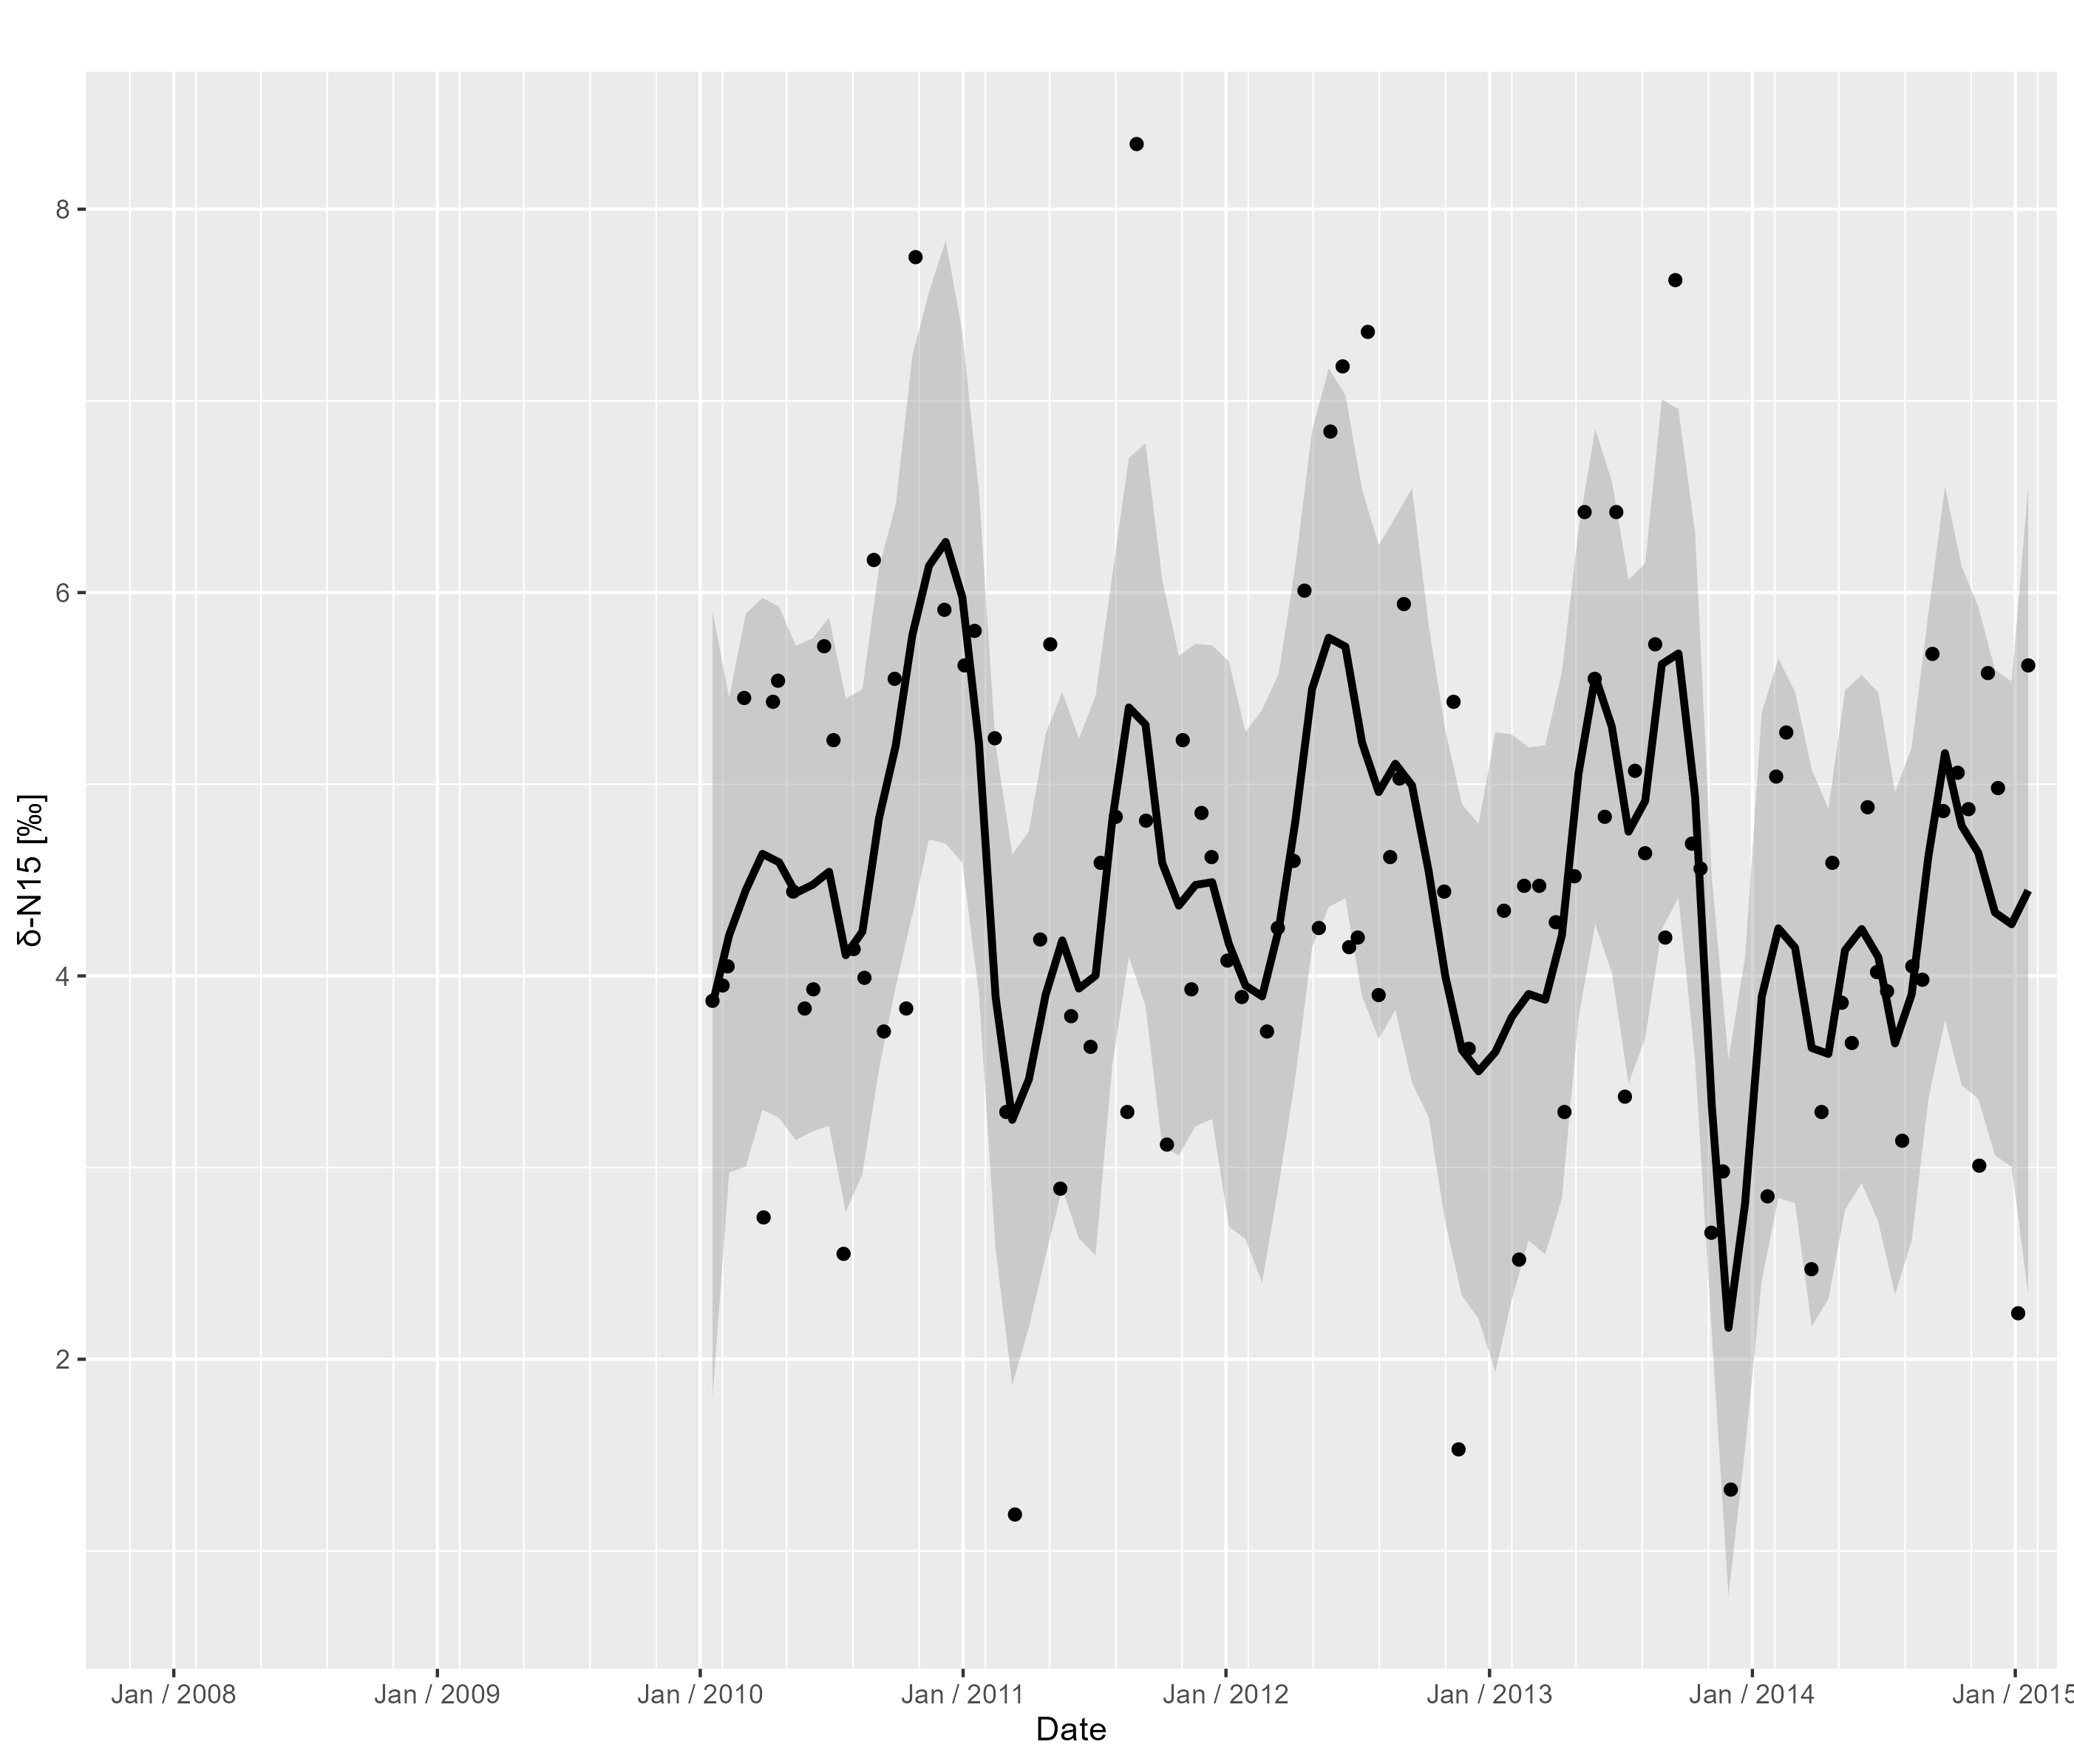 8
6
4
2
δ-N15 [‰]
Jan / 2008
Jan / 2009
Jan / 2010
Jan / 2011
Jan / 2012
Jan / 2013
Jan / 2014
Jan / 2015
Date